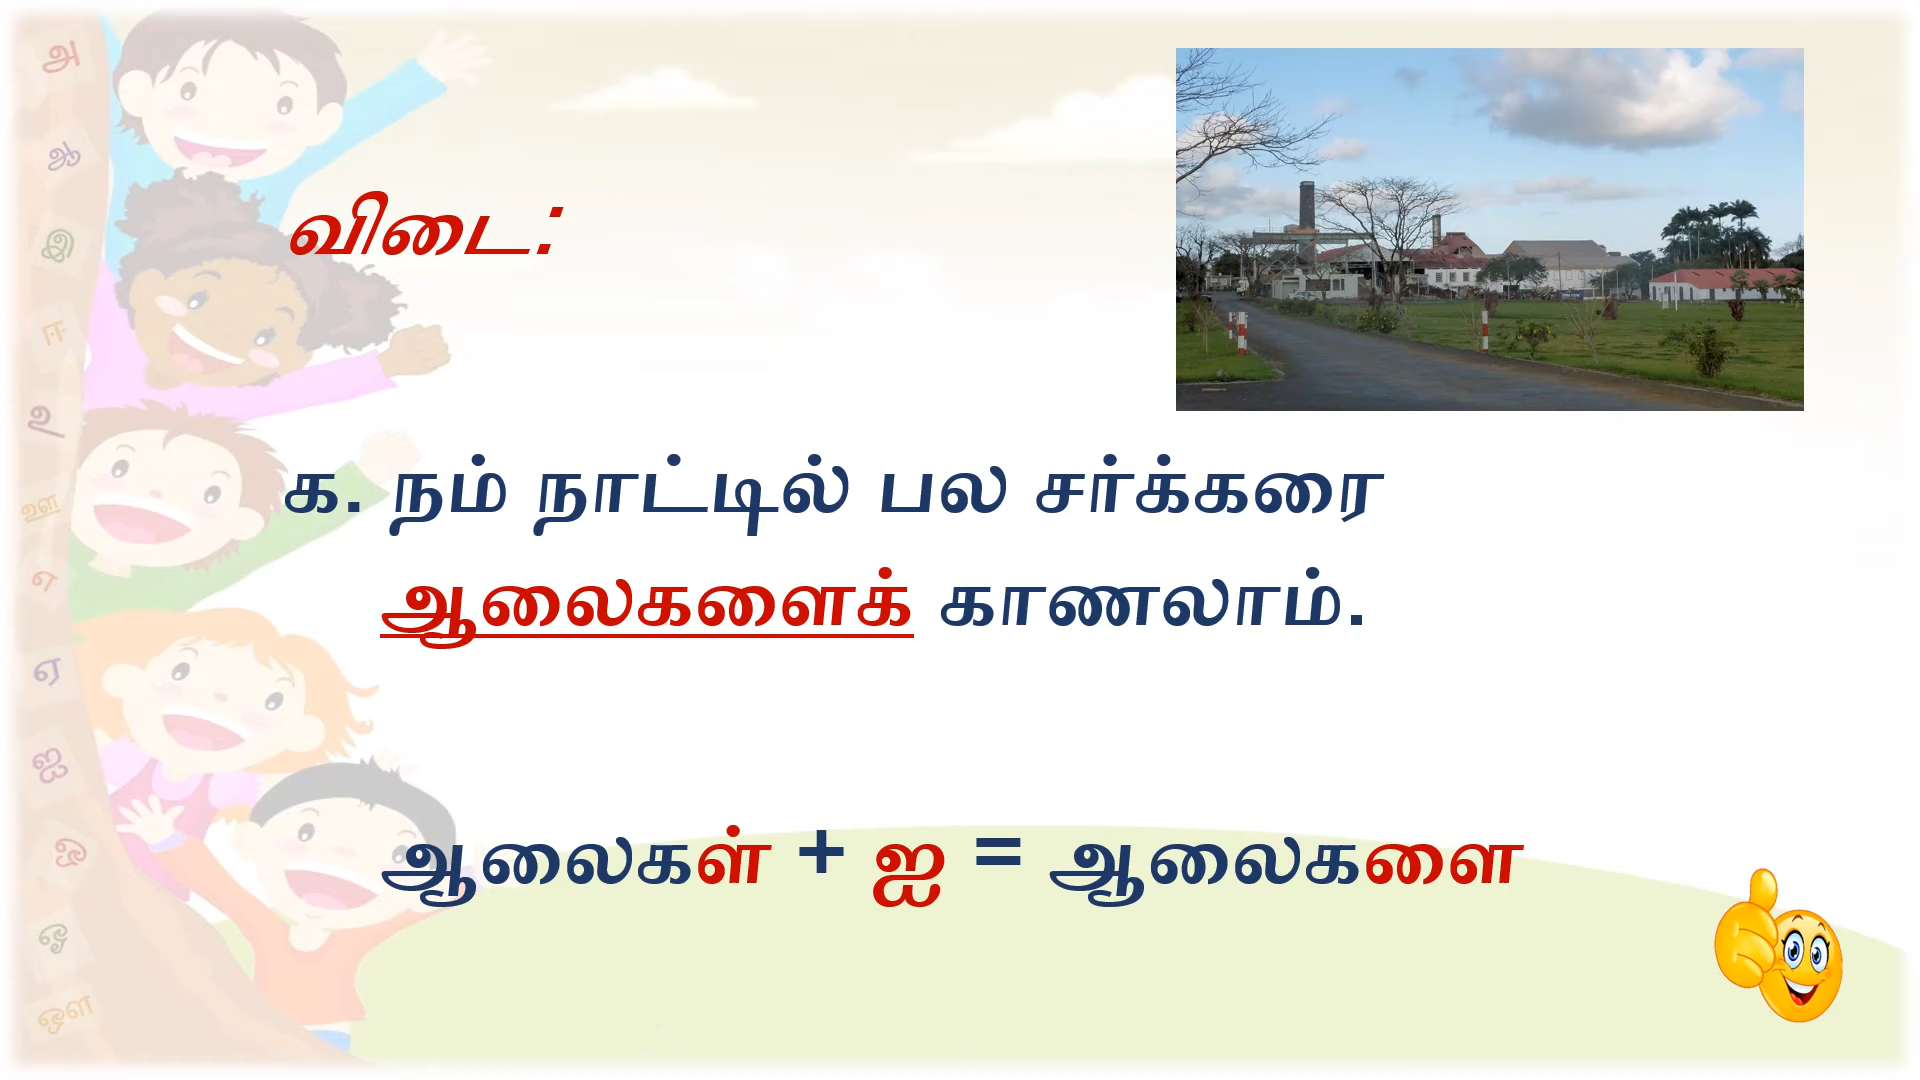 அ
ஆ
இ
ஈ
உ
ஊ
எ
ஏ
ஐ
ஒ
ஓ
ஔ
விடை:
க. நம் நாட்டில் பல சர்க்கரை
ஆலைகளைக் காணலாம்.
ஆலைகள் + ஐ = ஆலைகளை